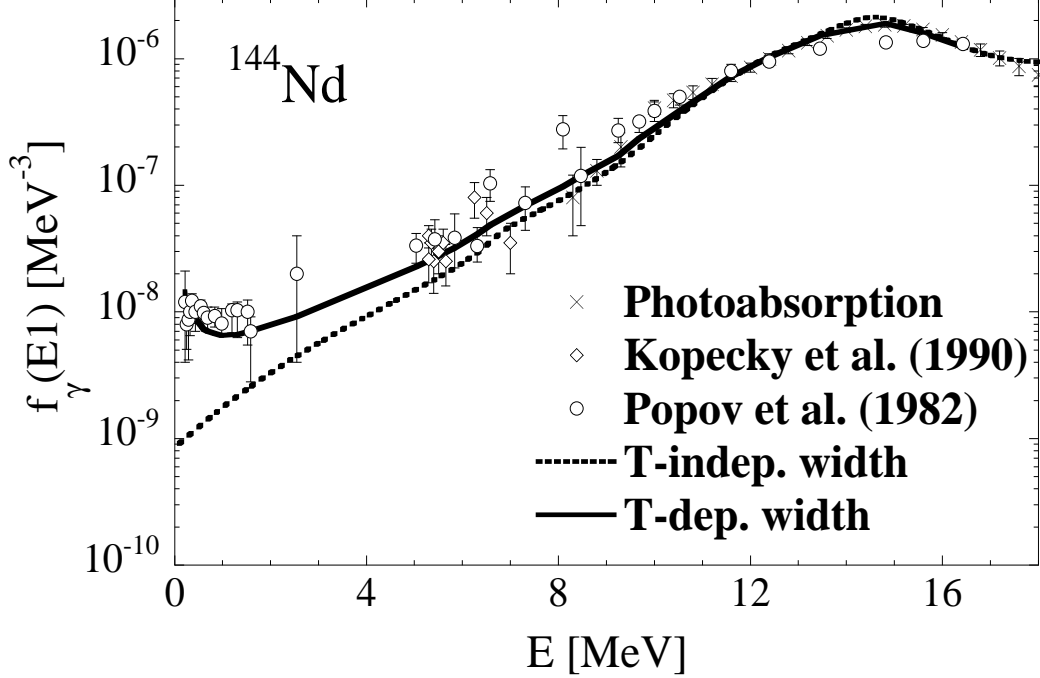 10⁻⁶
¹⁴⁴Nd
10⁻⁷
10⁻⁸
10⁻⁹
10⁻¹⁰
f_γ(E1) [MeV⁻³]
Photoabsorption
Kopecky et al. (1990)
Popov et al. (1982)
T-indep. width
T-dep. width
0 4 8 12 16
E [MeV]